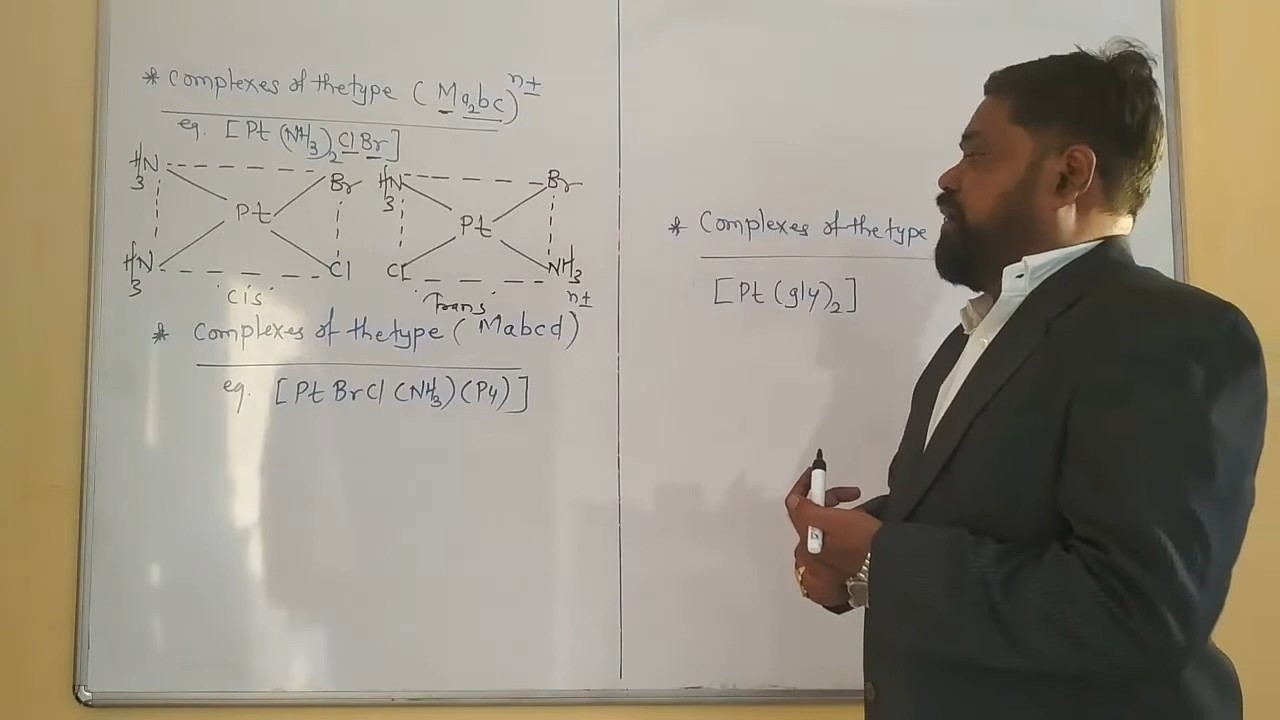 * Complexes of the type (Ma₂bc)ⁿ⁺
eg. [Pt(NH₃)₂ClBr]
H₃N Br H₃N Br
Pt Pt
H₃N Cl Cl NH₃
'cis' 'Trans'
* Complexes of the type (Mabcd)ⁿ⁺
eg. [PtBrCl(NH₃)(Py)]
* Complexes of the type
[Pt(gly)₂]